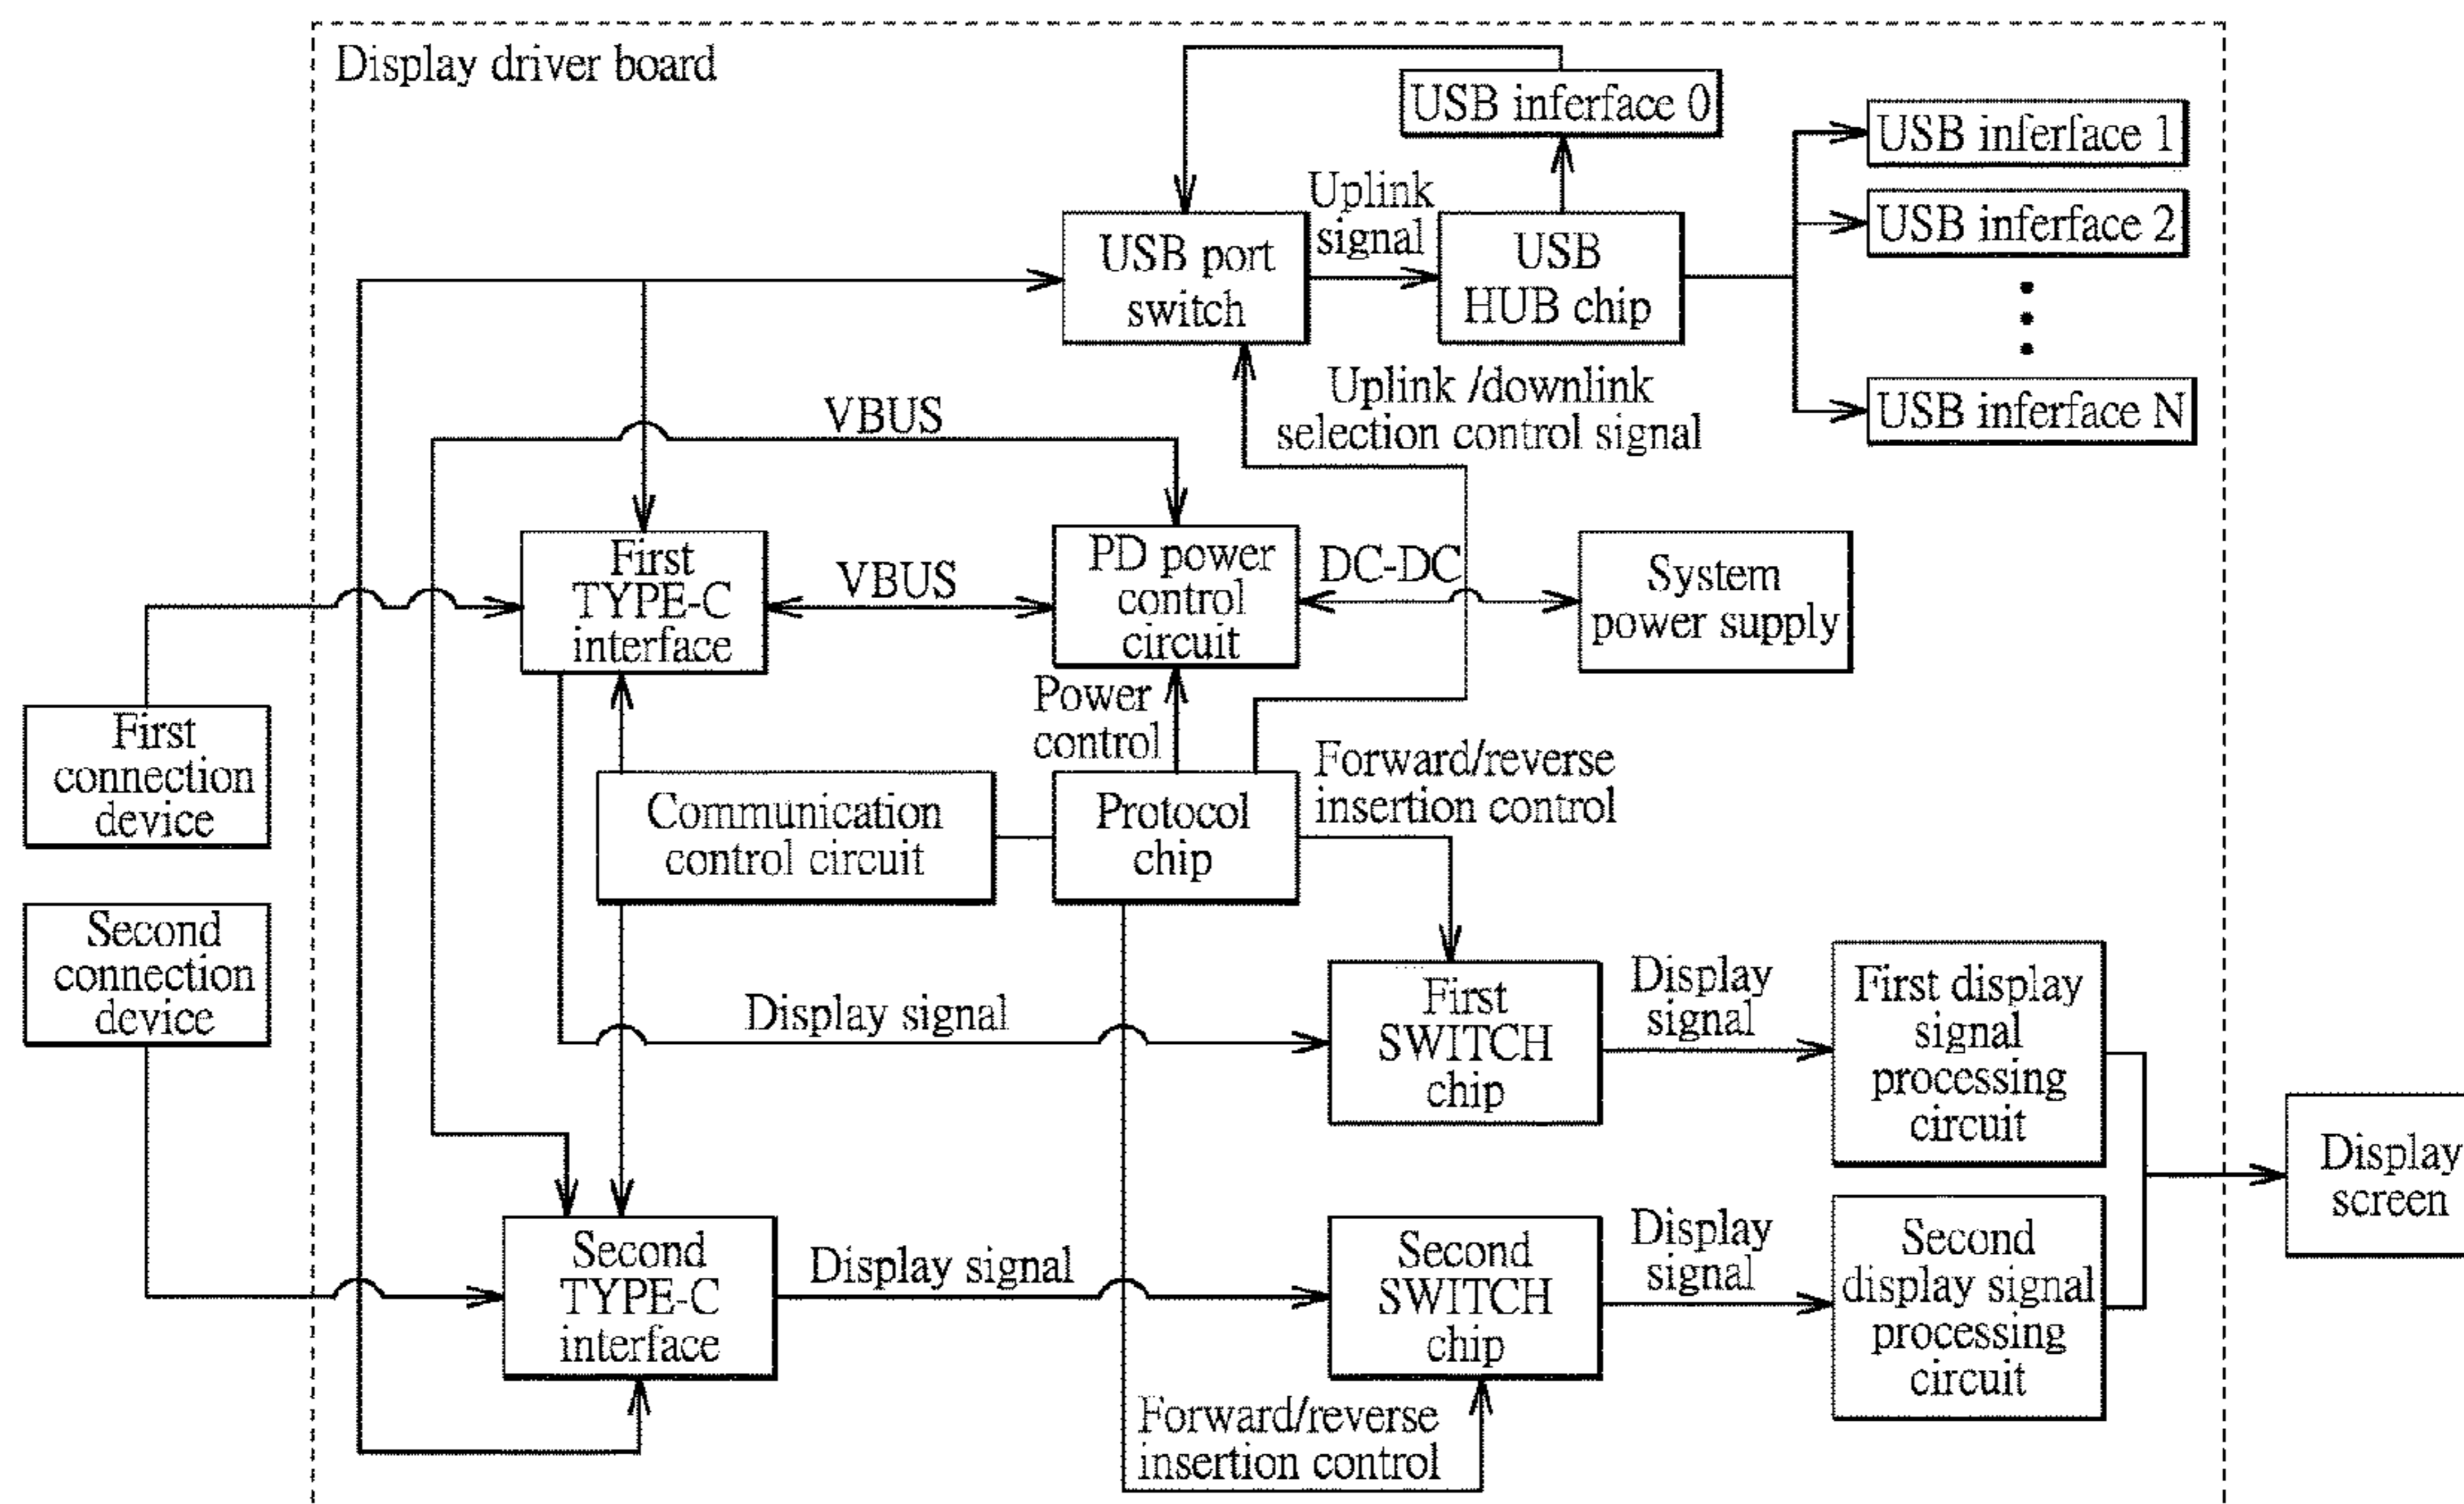 Display driver board
USB inferface 0
USB inferface 1
USB inferface 2
USB inferface N
Uplink
signal
USB port
switch
USB
HUB chip
Uplink /downlink
selection control signal
VBUS
First
TYPE-C
interface
VBUS
PD power
control
circuit
DC-DC
System
power supply
Power
control
First
connection
device
Communication
control circuit
Protocol
chip
Forward/reverse
insertion control
Second
connection
device
Display signal
First
SWITCH
chip
Display
signal
First display
signal
processing
circuit
Display
screen
Second
TYPE-C
interface
Display signal
Second
SWITCH
chip
Display
signal
Second
display signal
processing
circuit
Forward/reverse
insertion control